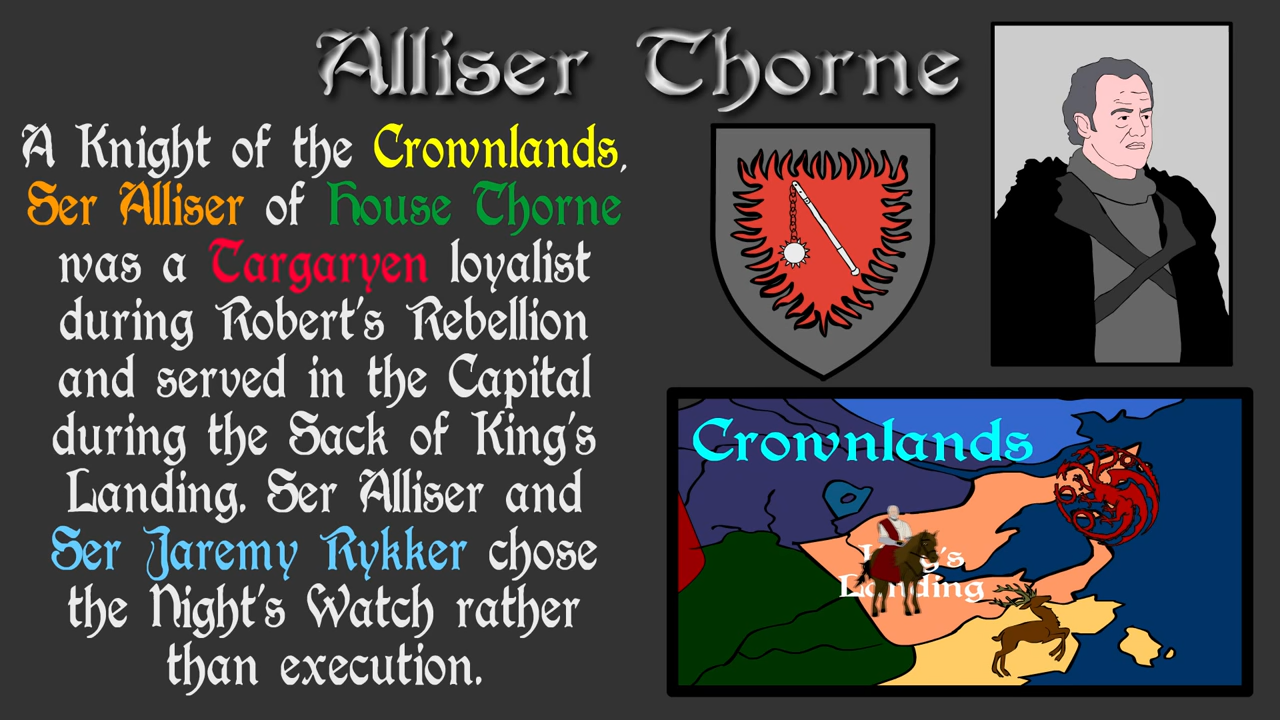 Alliser Thorne
A Knight of the Crownlands,
Ser Alliser of House Thorne
was a Targaryen loyalist
during Robert's Rebellion
and served in the Capital
during the Sack of King's
Landing. Ser Alliser and
Ser Jaremy Rykker chose
the Night's Watch rather
than execution.
Crownlands
King's
Landing